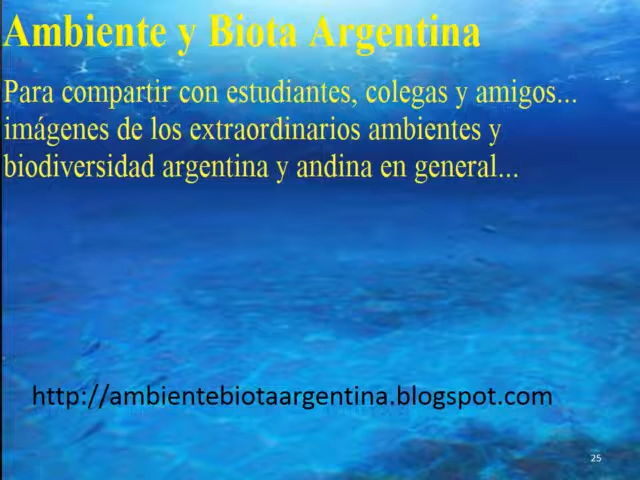 Ambiente y Biota Argentina
Para compartir con estudiantes, colegas y amigos...
imágenes de los extraordinarios ambientes y
biodiversidad argentina y andina en general...
http://ambientebiotaargentina.blogspot.com
25